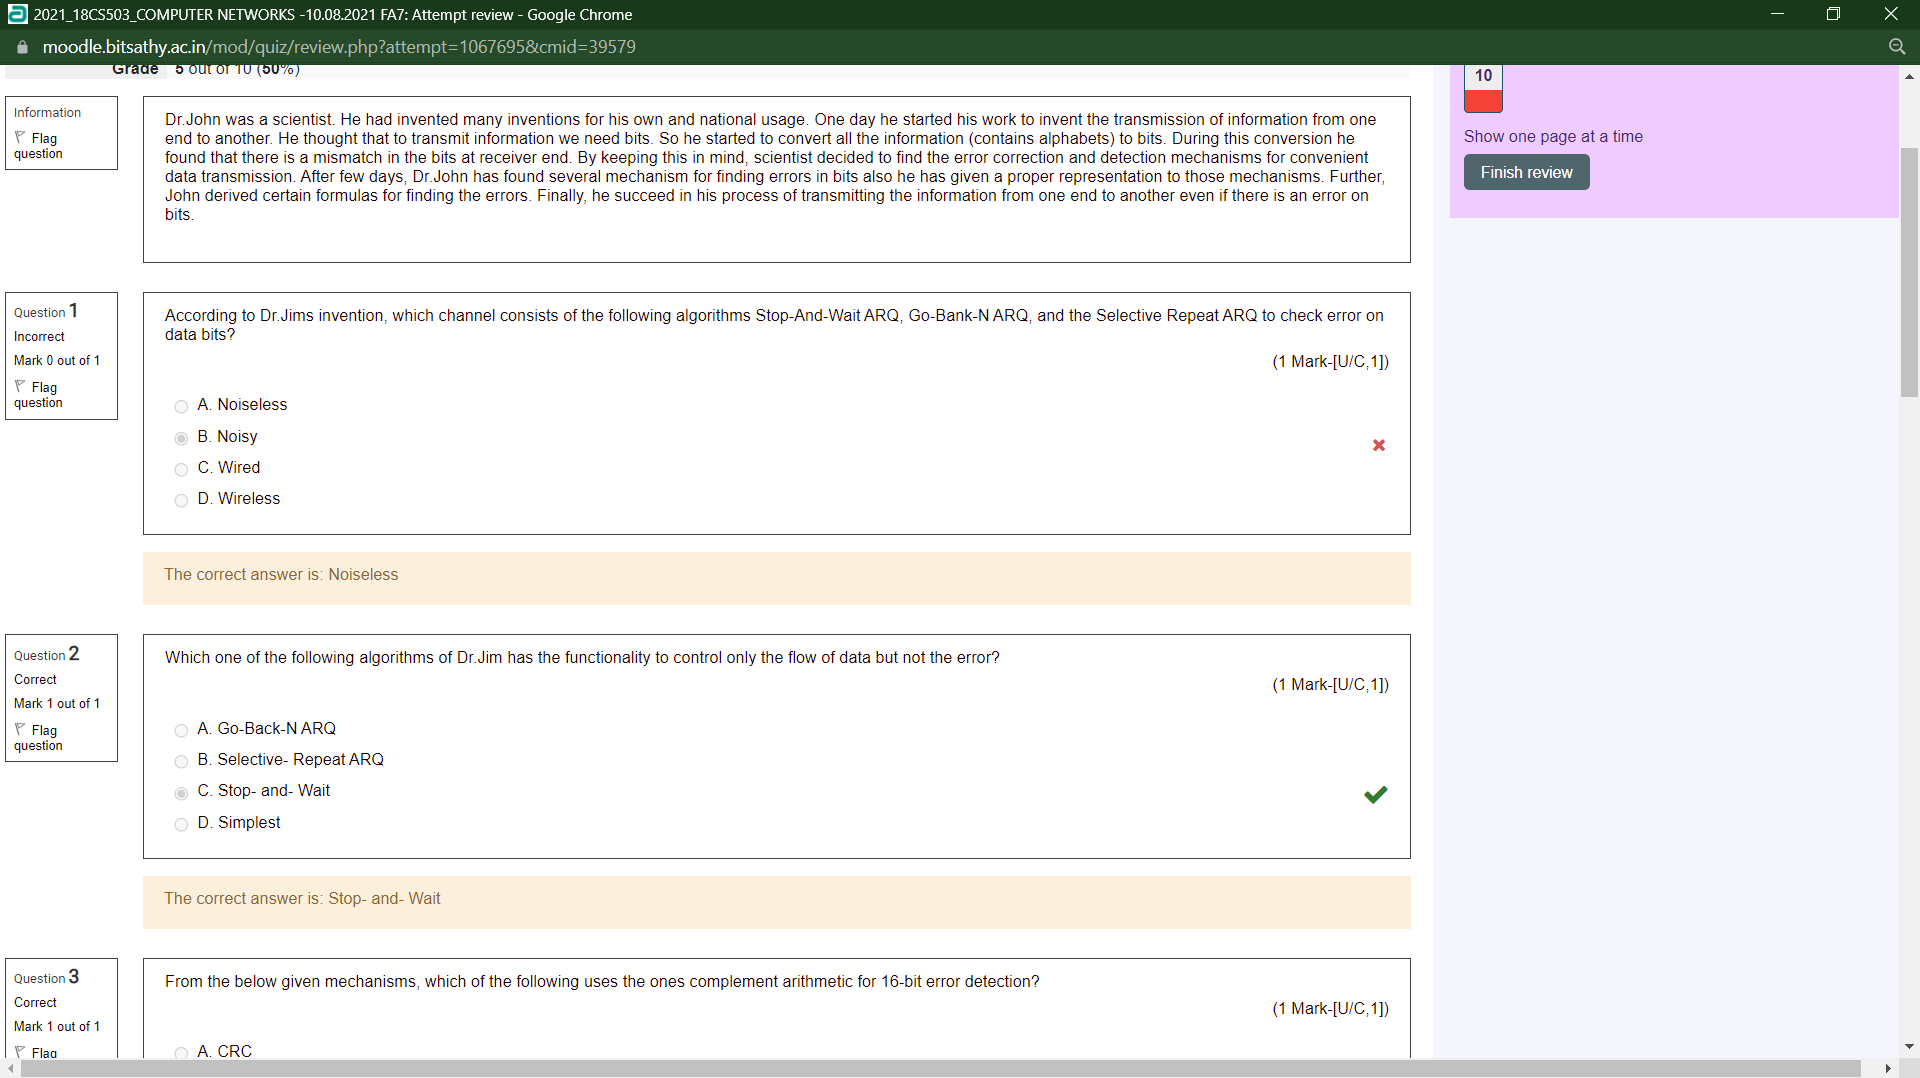 2021_18CS503_COMPUTER NETWORKS -10.08.2021 FA7: Attempt review - Google Chrome
moodle.bitsathy.ac.in/mod/quiz/review.php?attempt=1067695&cmid=39579
Grade 5 out of 10 (50%)
10
Show one page at a time
Finish review
Information
Flag
question
Dr.John was a scientist. He had invented many inventions for his own and national usage. One day he started his work to invent the transmission of information from one
end to another. He thought that to transmit information we need bits. So he started to convert all the information (contains alphabets) to bits. During this conversion he
found that there is a mismatch in the bits at receiver end. By keeping this in mind, scientist decided to find the error correction and detection mechanisms for convenient
data transmission. After few days, Dr.John has found several mechanism for finding errors in bits also he has given a proper representation to those mechanisms. Further,
John derived certain formulas for finding the errors. Finally, he succeed in his process of transmitting the information from one end to another even if there is an error on
bits.
Question 1
Incorrect
Mark 0 out of 1
Flag
question
According to Dr.Jims invention, which channel consists of the following algorithms Stop-And-Wait ARQ, Go-Bank-N ARQ, and the Selective Repeat ARQ to check error on
data bits?
(1 Mark-[U/C,1])
A. Noiseless
B. Noisy
C. Wired
D. Wireless
The correct answer is: Noiseless
Question 2
Correct
Mark 1 out of 1
Flag
question
Which one of the following algorithms of Dr.Jim has the functionality to control only the flow of data but not the error?
(1 Mark-[U/C,1])
A. Go-Back-N ARQ
B. Selective- Repeat ARQ
C. Stop- and- Wait
D. Simplest
The correct answer is: Stop- and- Wait
Question 3
Correct
Mark 1 out of 1
Flag
From the below given mechanisms, which of the following uses the ones complement arithmetic for 16-bit error detection?
(1 Mark-[U/C,1])
A. CRC